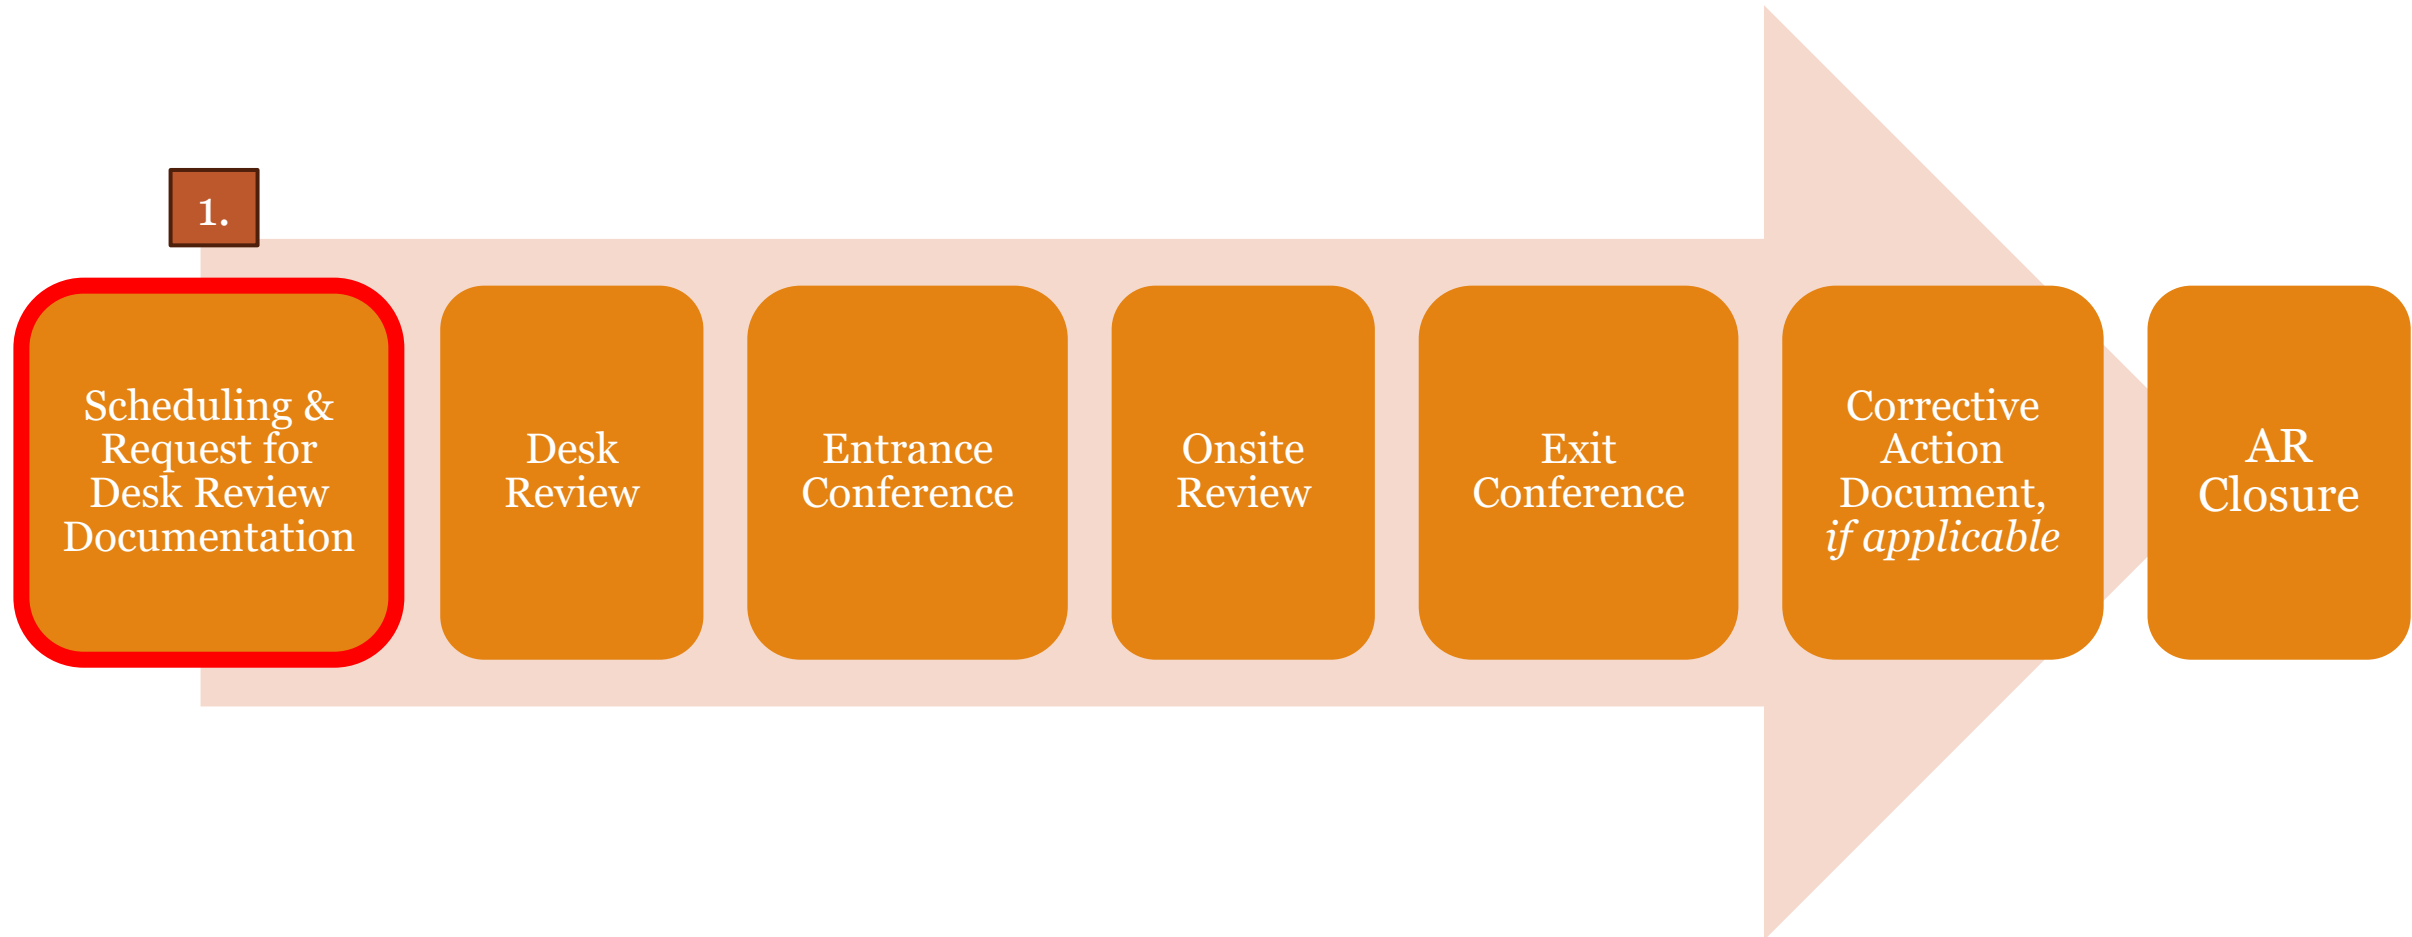 1.
Scheduling &
Request for
Desk Review
Documentation
Desk
Review
Entrance
Conference
Onsite
Review
Exit
Conference
Corrective
Action
Document,
if applicable
AR
Closure